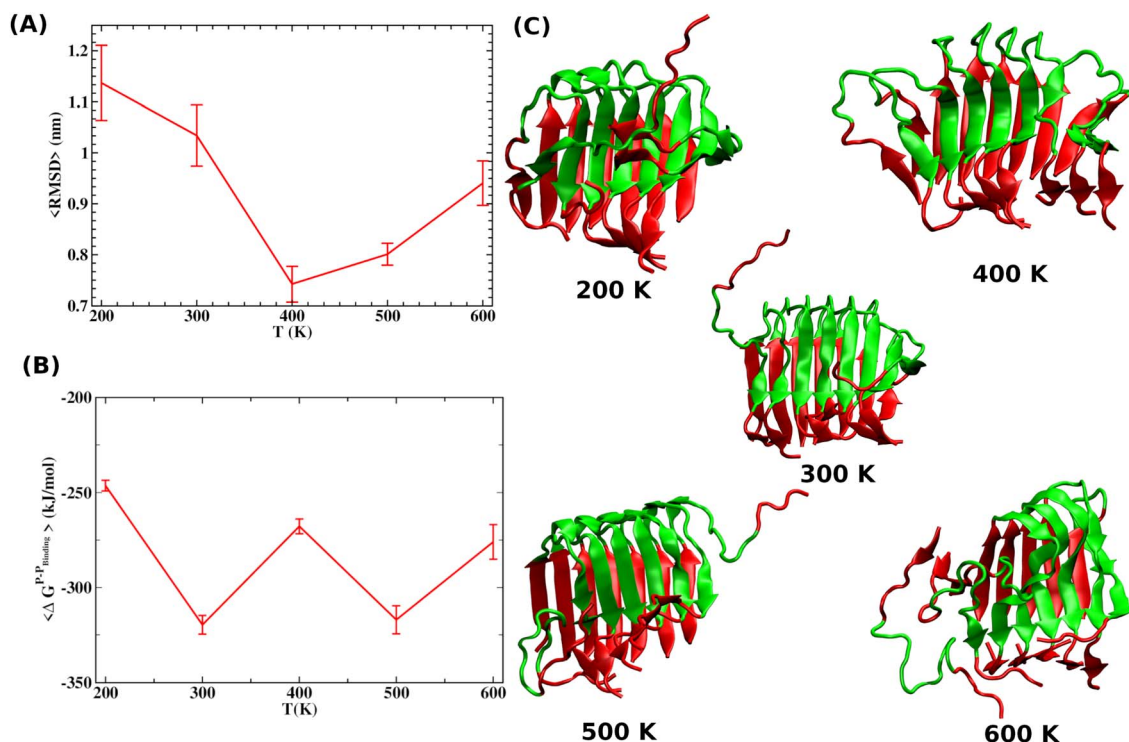 (A)
1.2
1.1
1
0.9
0.8
0.7
<RMSD> (nm)
200 300 400 500 600
T (K)
(B)
-200
-250
-300
-350
<Δ G^P-P_Binding > (kJ/mol)
200 300 400 500 600
T(K)
(C)
200 K
400 K
300 K
500 K
600 K